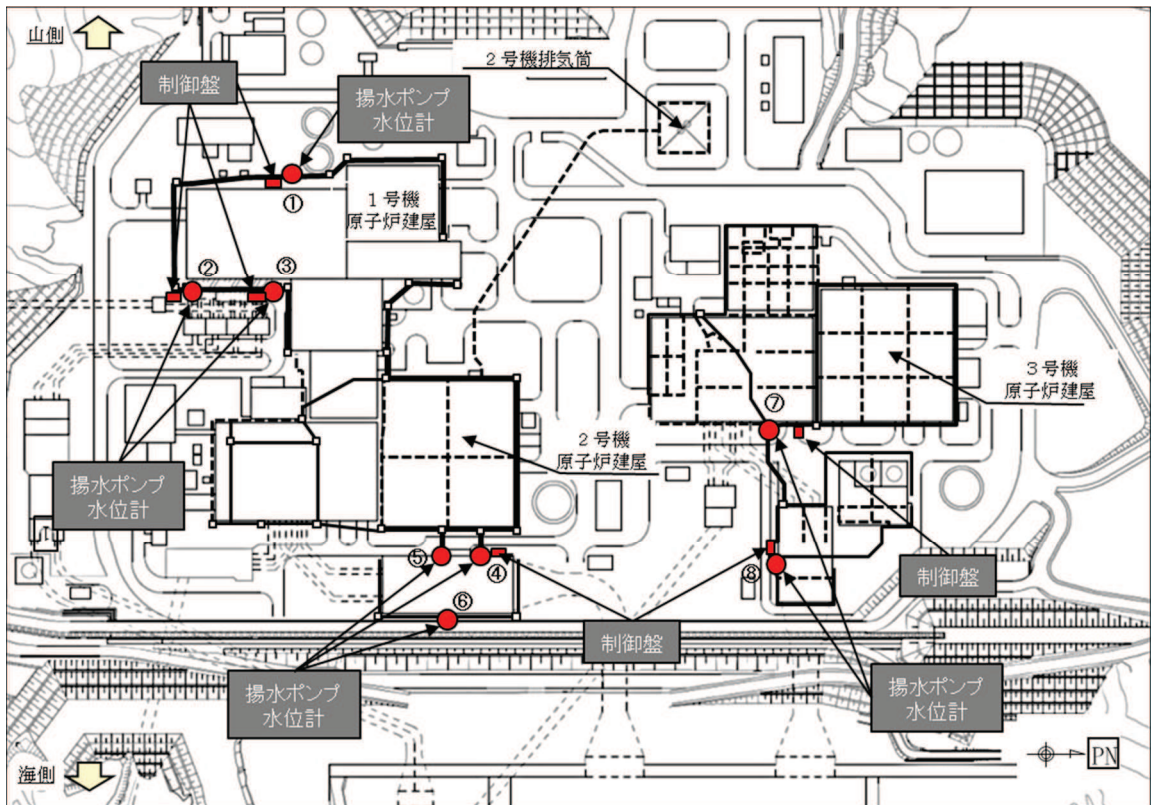 山側
2号機排気筒
制御盤
揚水ポンプ
水位計
①
1号機
原子炉建屋
②
③
3号機
原子炉建屋
⑦
2号機
原子炉建屋
揚水ポンプ
水位計
⑤
④
⑧
制御盤
⑥
制御盤
揚水ポンプ
水位計
揚水ポンプ
水位計
海側
PN